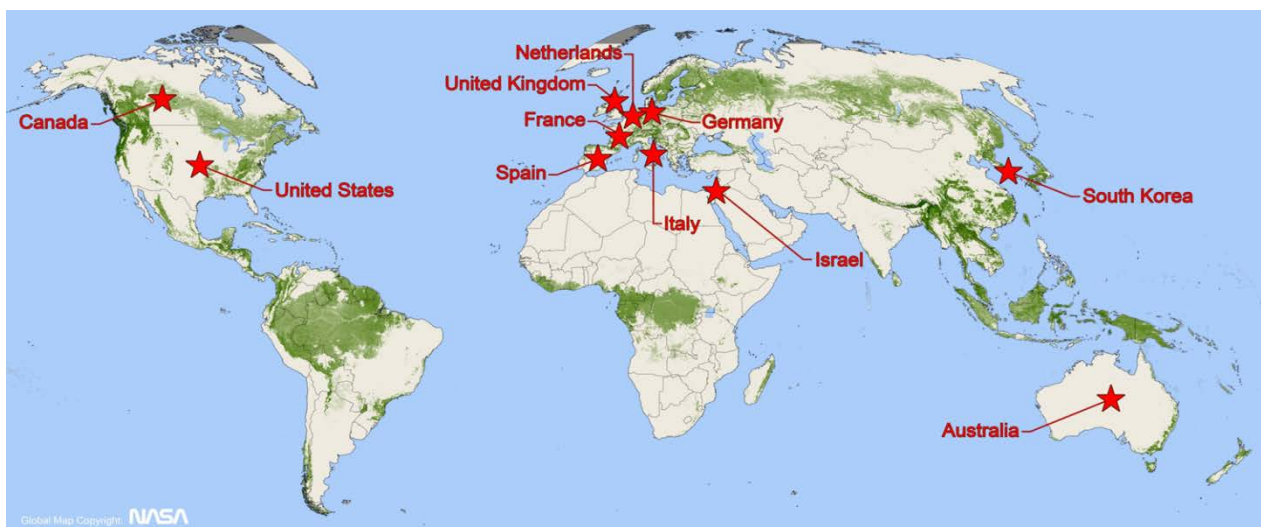 Netherlands
United Kingdom
Canada
France
Germany
Spain
United States
South Korea
Italy
Israel
Australia
Global Map Copyright: NASA